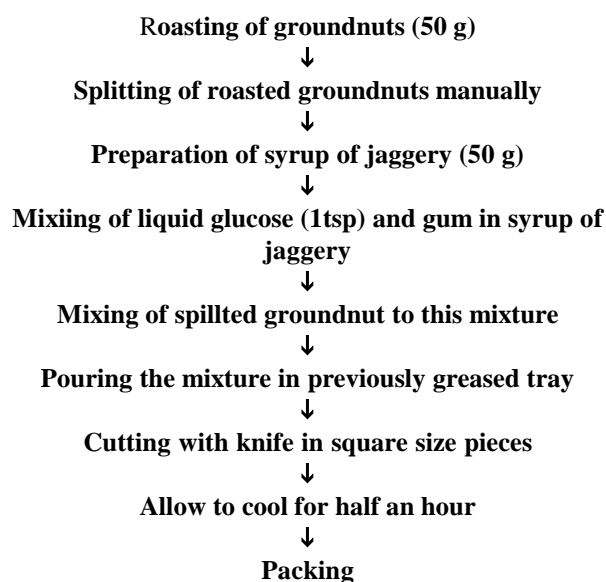 Roasting of groundnuts (50 g)
↓
Splitting of roasted groundnuts manually
↓
Preparation of syrup of jaggery (50 g)
↓
Mixiing of liquid glucose (1tsp) and gum in syrup of
jaggery
↓
Mixing of spillted groundnut to this mixture
↓
Pouring the mixture in previously greased tray
↓
Cutting with knife in square size pieces
↓
Allow to cool for half an hour
↓
Packing